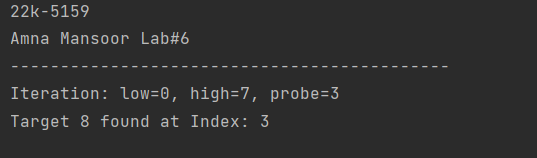 22k-5159
Amna Mansoor Lab#6
--------------------------------------------
Iteration: low=0, high=7, probe=3
Target 8 found at Index: 3